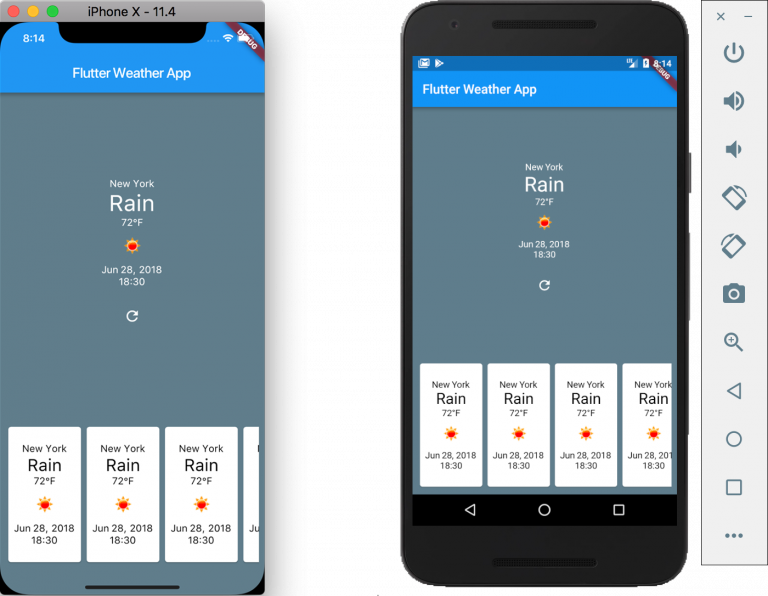 iPhone X - 11.4
8:14
DEBUG
Flutter Weather App
New York
Rain
72°F
Jun 28, 2018
18:30
New York
Rain
72°F
Jun 28, 2018
18:30
New York
Rain
72°F
Jun 28, 2018
18:30
New York
Rain
72°F
Jun 28, 2018
18:30
8:14
DEBUG
Flutter Weather App
New York
Rain
72°F
Jun 28, 2018
18:30
New York
Rain
72°F
Jun 28, 2018
18:30
New York
Rain
72°F
Jun 28, 2018
18:30
New York
Rain
72°F
Jun 28, 2018
18:30
New York
Rain
72°F
Jun 28, 201
18:30